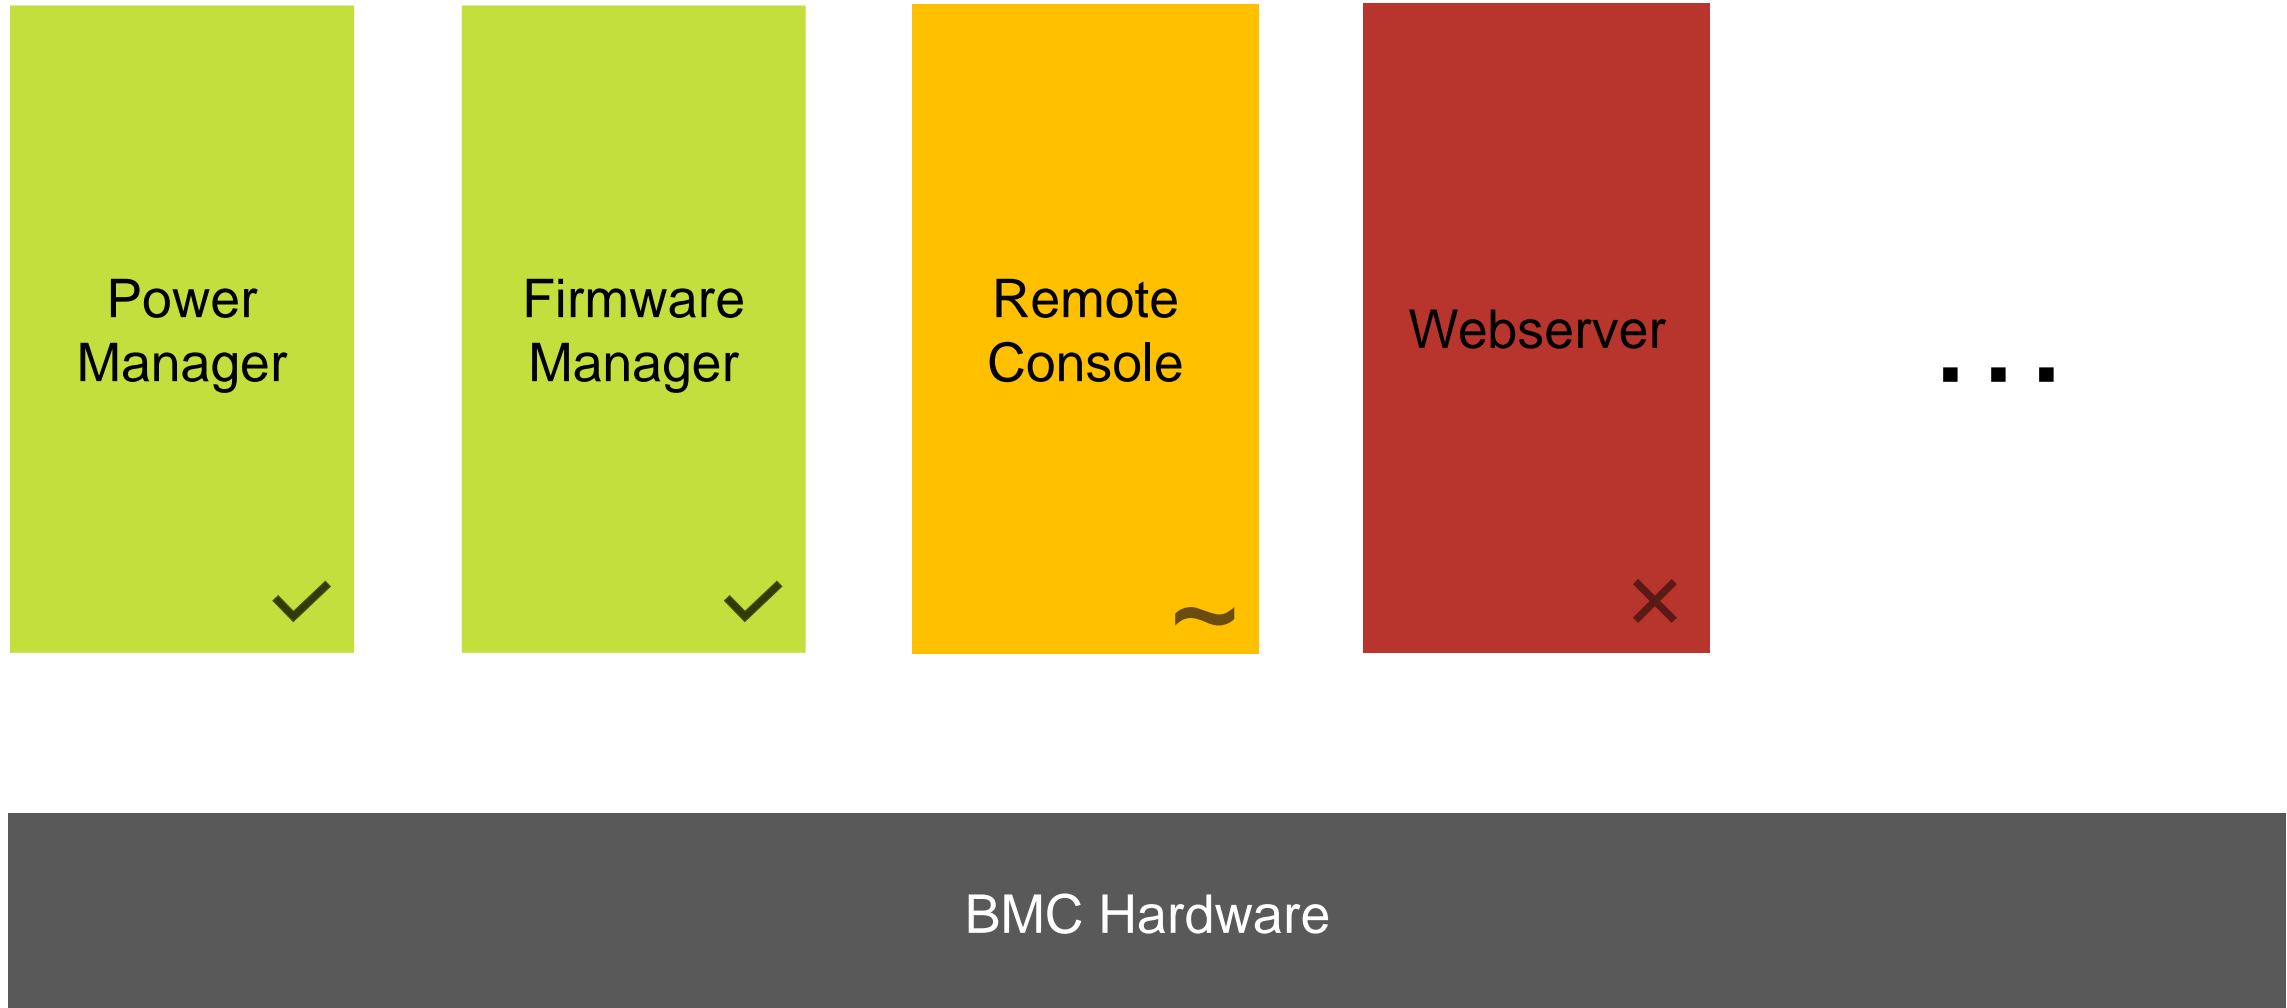 Power
Manager
Firmware
Manager
Remote
Console
Webserver
...
✓
✓
~
×
BMC Hardware